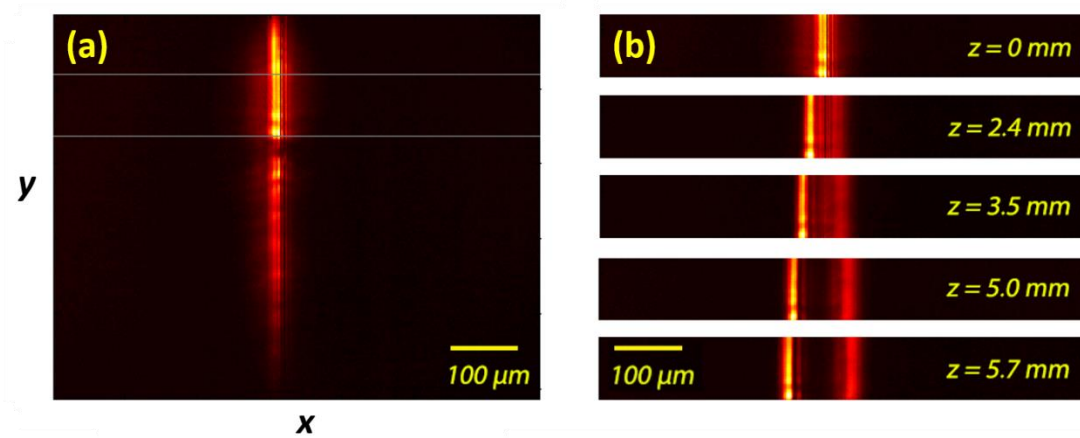 (a)
y
100 μm
x
(b)
z = 0 mm
z = 2.4 mm
z = 3.5 mm
z = 5.0 mm
100 μm
z = 5.7 mm